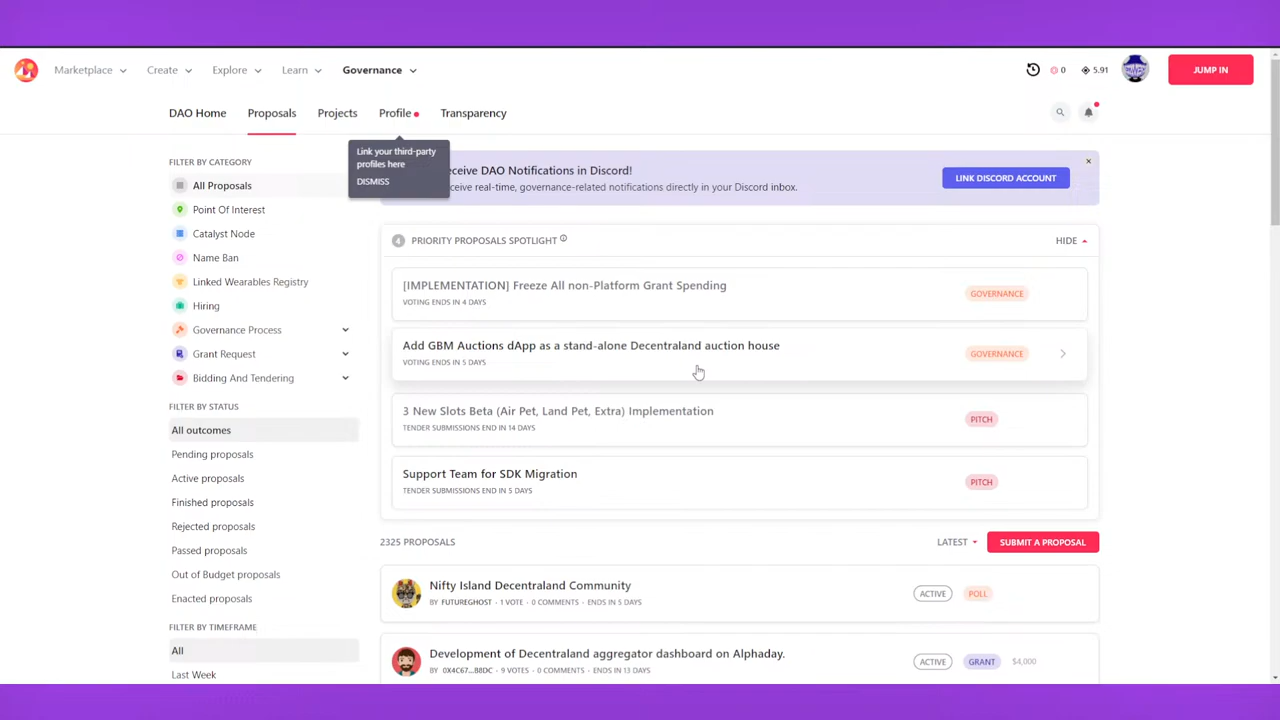 Marketplace Create Explore Learn Governance 0 5.91 JUMP IN
DAO Home Proposals Projects Profile Transparency
Link your third-party
profiles here
DISMISS
eceive DAO Notifications in Discord!
eceive real-time, governance-related notifications directly in your Discord inbox.
LINK DISCORD ACCOUNT
FILTER BY CATEGORY
All Proposals
Point Of Interest
Catalyst Node
Name Ban
Linked Wearables Registry
Hiring
Governance Process
Grant Request
Bidding And Tendering
FILTER BY STATUS
All outcomes
Pending proposals
Active proposals
Finished proposals
Rejected proposals
Passed proposals
Out of Budget proposals
Enacted proposals
FILTER BY TIMEFRAME
All
Last Week
4 PRIORITY PROPOSALS SPOTLIGHT HIDE
[IMPLEMENTATION] Freeze All non-Platform Grant Spending
VOTING ENDS IN 4 DAYS
GOVERNANCE
Add GBM Auctions dApp as a stand-alone Decentraland auction house
VOTING ENDS IN 5 DAYS
GOVERNANCE
3 New Slots Beta (Air Pet, Land Pet, Extra) Implementation
TENDER SUBMISSIONS END IN 14 DAYS
PITCH
Support Team for SDK Migration
TENDER SUBMISSIONS END IN 5 DAYS
PITCH
2325 PROPOSALS LATEST SUBMIT A PROPOSAL
Nifty Island Decentraland Community
BY FUTUREGHOST · 1 VOTE · 0 COMMENTS · ENDS IN 5 DAYS
ACTIVE POLL
Development of Decentraland aggregator dashboard on Alphaday.
BY 0X4C67...88DC · 9 VOTES · 0 COMMENTS · ENDS IN 13 DAYS
ACTIVE GRANT $4,000